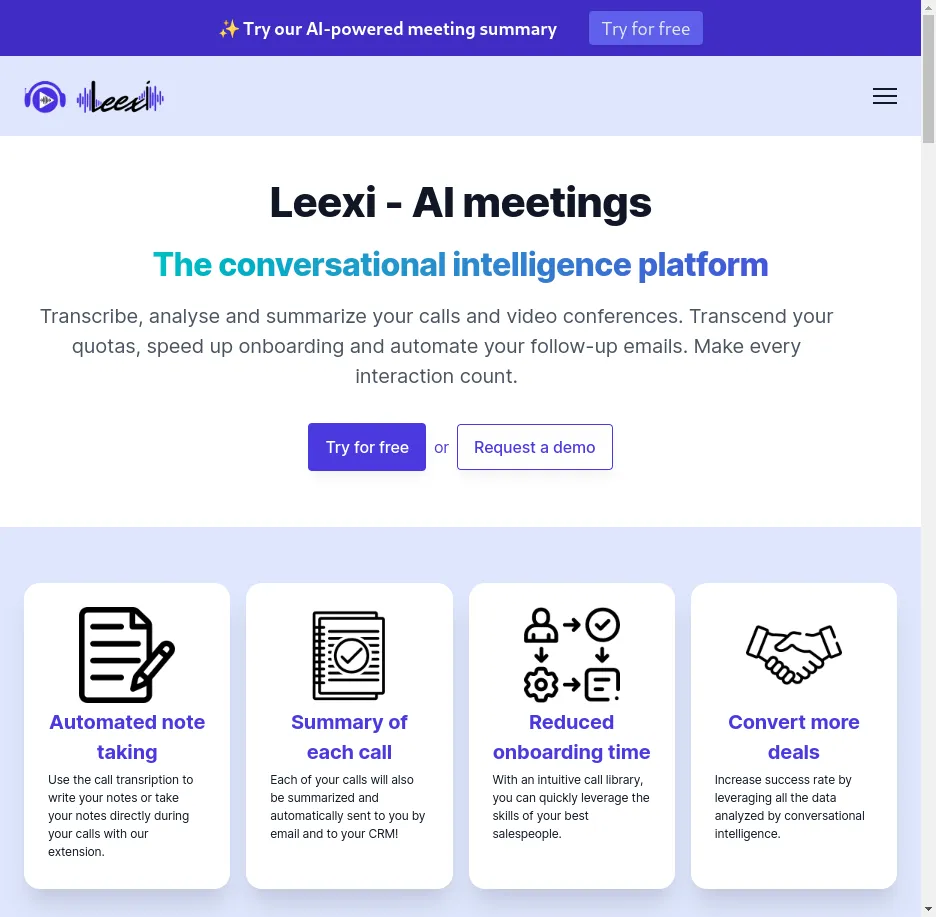 ✨ Try our AI-powered meeting summary
Try for free
Leexi
Leexi - AI meetings
The conversational intelligence platform
Transcribe, analyse and summarize your calls and video conferences. Transcend your
quotas, speed up onboarding and automate your follow-up emails. Make every
interaction count.
Try for free or Request a demo
Automated note
taking
Use the call transription to
write your notes or take
your notes directly during
your calls with our
extension.
Summary of
each call
Each of your calls will also
be summarized and
automatically sent to you by
email and to your CRM!
Reduced
onboarding time
With an intuitive call library,
you can quickly leverage the
skills of your best
salespeople.
Convert more
deals
Increase success rate by
leveraging all the data
analyzed by conversational
intelligence.